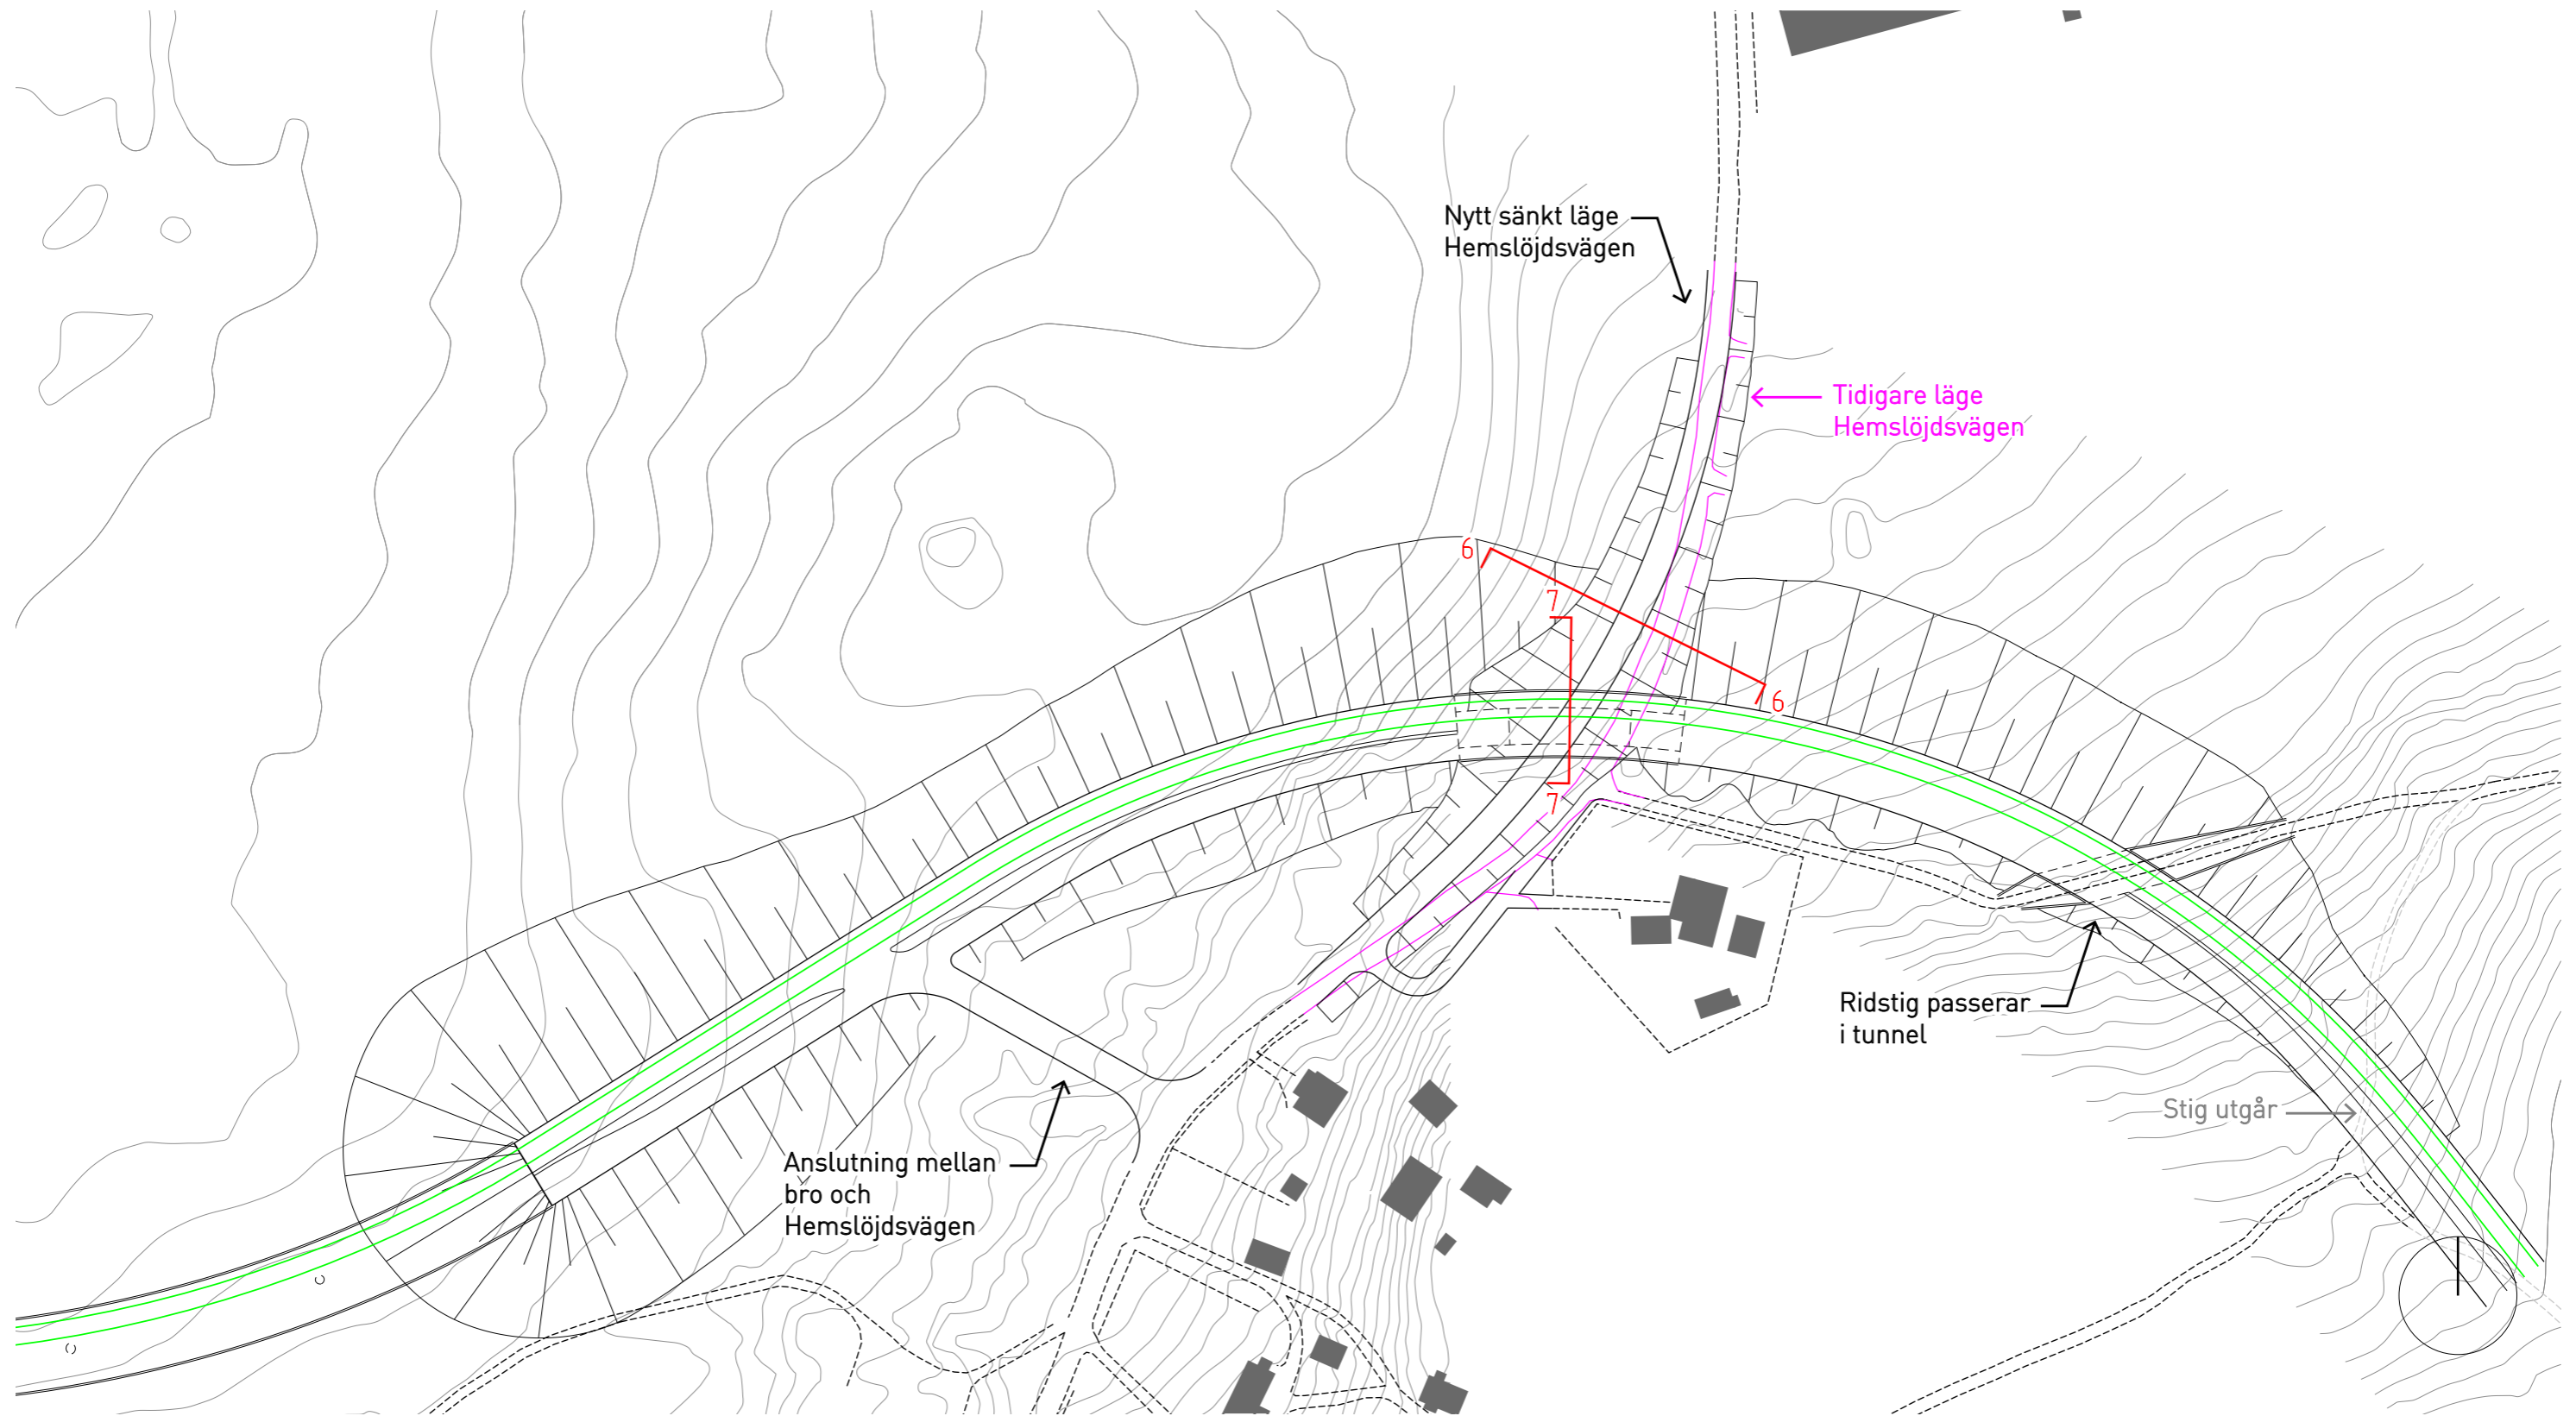 Nytt sänkt läge
Hemslöjdsvägen
Tidigare läge
Hemslöjdsvägen
6
7
6
7
Ridstig passerar
i tunnel
Stig utgår
Anslutning mellan
bro och
Hemslöjdsvägen